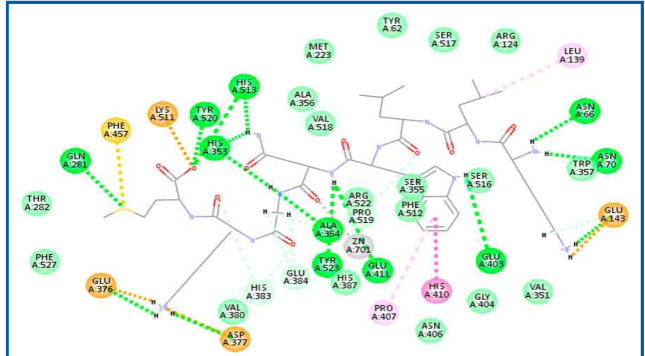 TYR
A:62
SER
A:517
ARG
A:124
MET
A:223
LEU
A:139
HIS
A:513
LYS
A:511
TYR
A:520
ALA
A:356
ASN
A:66
PHE
A:457
VAL
A:518
HIS
A:353
GLN
A:281
ASN
A:70
TRP
A:357
SER
A:355
SER
A:516
THR
A:282
ARG
A:522
PRO
A:519
PHE
A:512
GLU
A:143
ALA
A:354
ZN
A:701
PHE
A:527
TYR
A:523
GLU
A:411
GLU
A:403
GLU
A:384
HIS
A:387
HIS
A:383
GLU
A:376
HIS
A:410
VAL
A:351
GLY
A:404
VAL
A:380
PRO
A:407
ASN
A:406
ASP
A:377